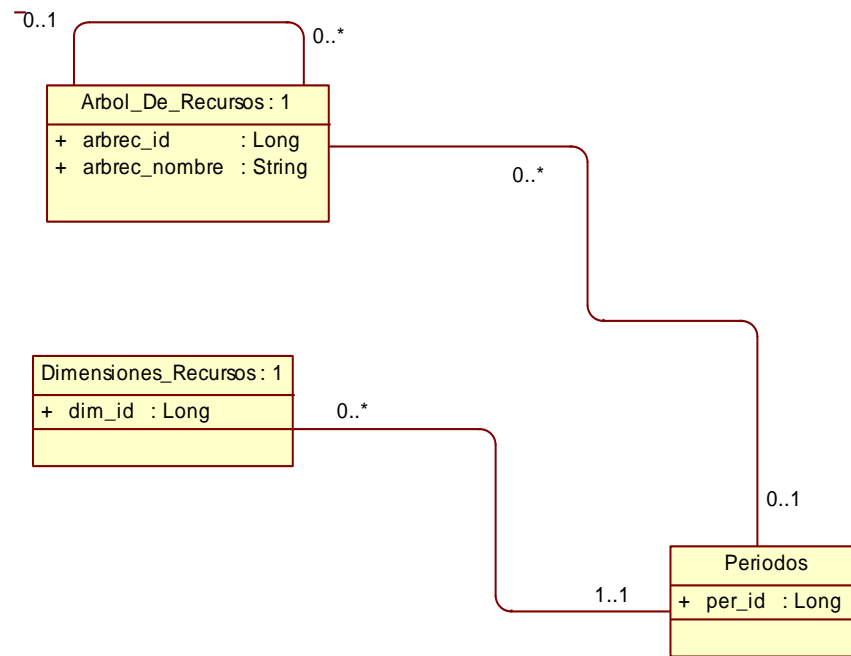 0..1
0..*
Arbol_De_Recursos : 1
+ arbrec_id : Long
+ arbrec_nombre : String
0..*
Dimensiones_Recursos : 1
+ dim_id : Long
0..*
0..1
Periodos
1..1
+ per_id : Long